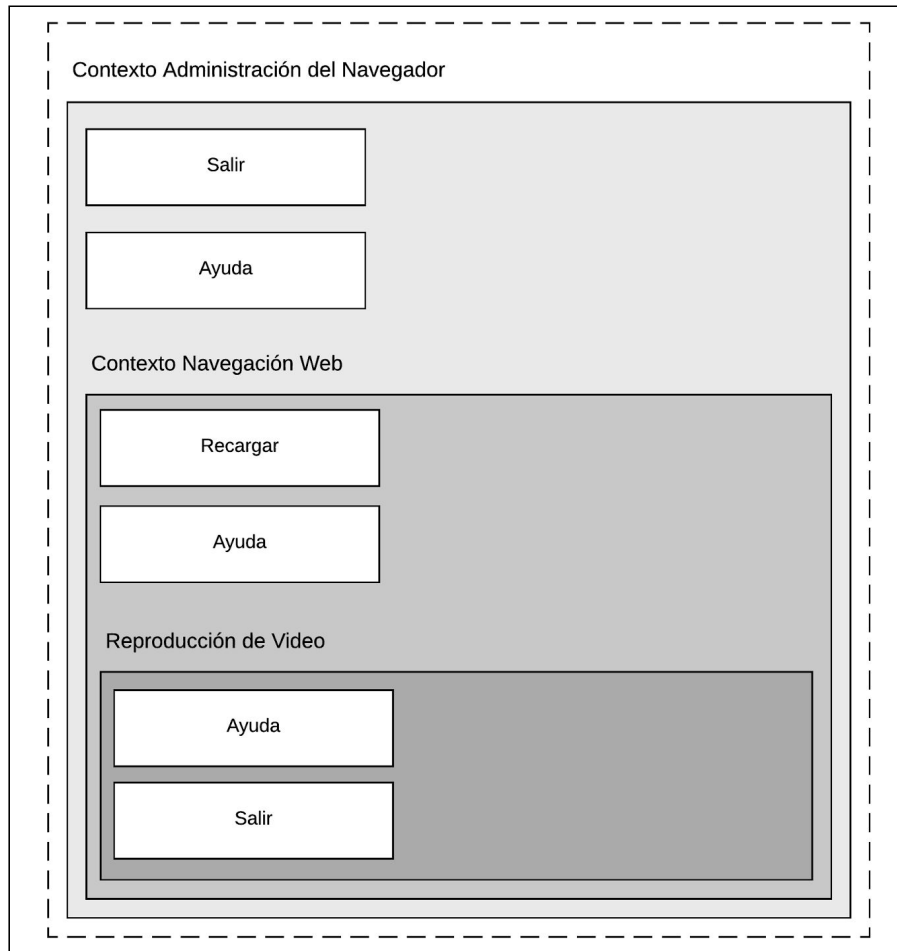 Contexto Administración del Navegador
Salir
Ayuda
Contexto Navegación Web
Recargar
Ayuda
Reproducción de Video
Ayuda
Salir